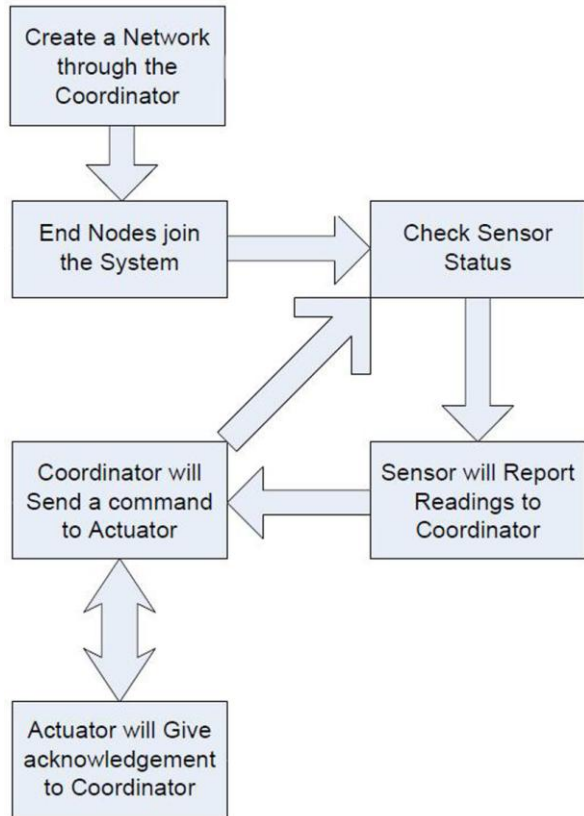 Create a Network
through the
Coordinator
End Nodes join
the System
Check Sensor
Status
Coordinator will
Send a command
to Actuator
Sensor will Report
Readings to
Coordinator
Actuator will Give
acknowledgement
to Coordinator